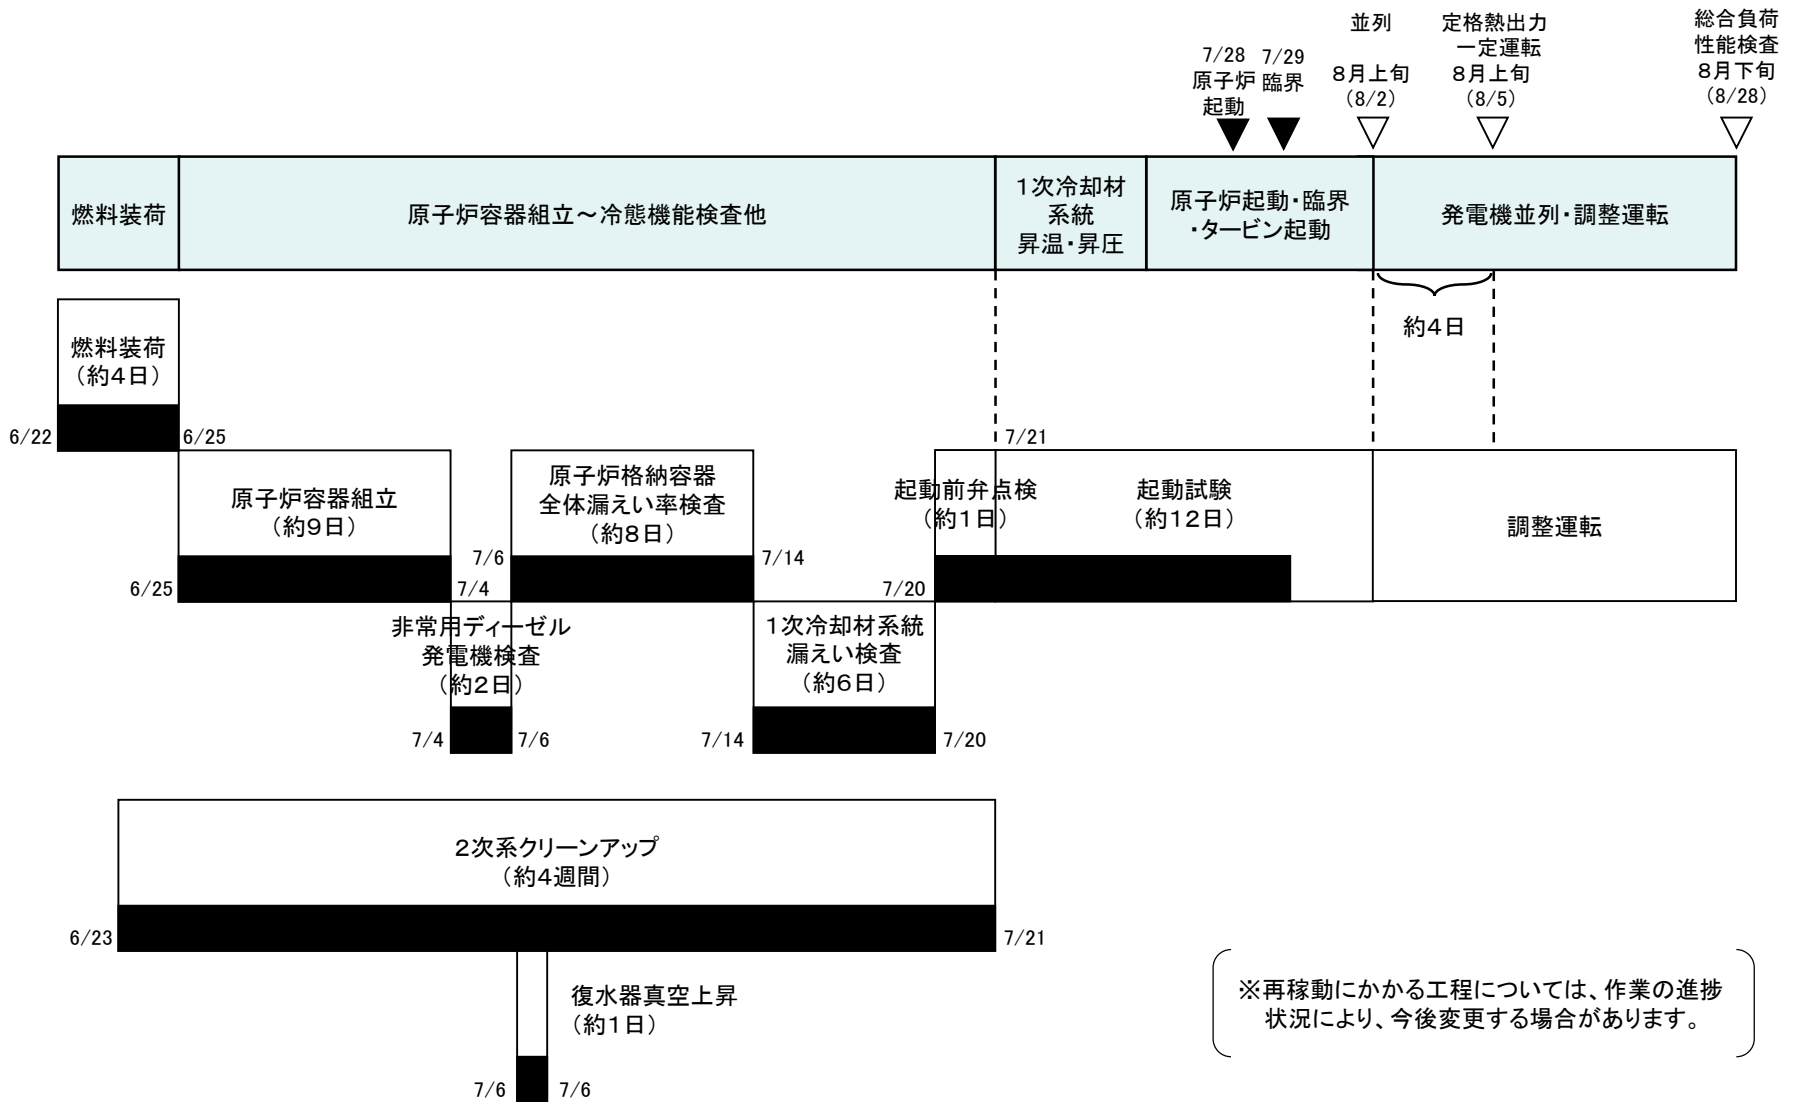 7/28
原子炉
起動
7/29
臨界
並列
8月上旬
(8/2)
定格熱出力
一定運転
8月上旬
(8/5)
総合負荷
性能検査
8月下旬
(8/28)
燃料装荷
原子炉容器組立～冷態機能検査他
1次冷却材
系統
昇温・昇圧
原子炉起動・臨界
・タービン起動
発電機並列・調整運転
約4日
燃料装荷
(約4日)
6/22
6/25
7/21
原子炉容器組立
(約9日)
6/25
7/4
原子炉格納容器
全体漏えい率検査
(約8日)
7/6
7/14
起動前弁点検
(約1日)
7/20
起動試験
(約12日)
調整運転
非常用ディーゼル
発電機検査
(約2日)
7/4
7/6
1次冷却材系統
漏えい検査
(約6日)
7/14
7/20
2次系クリーンアップ
(約4週間)
6/23
7/21
復水器真空上昇
(約1日)
7/6
7/6
※再稼動にかかる工程については、作業の進捗
状況により、今後変更する場合があります。